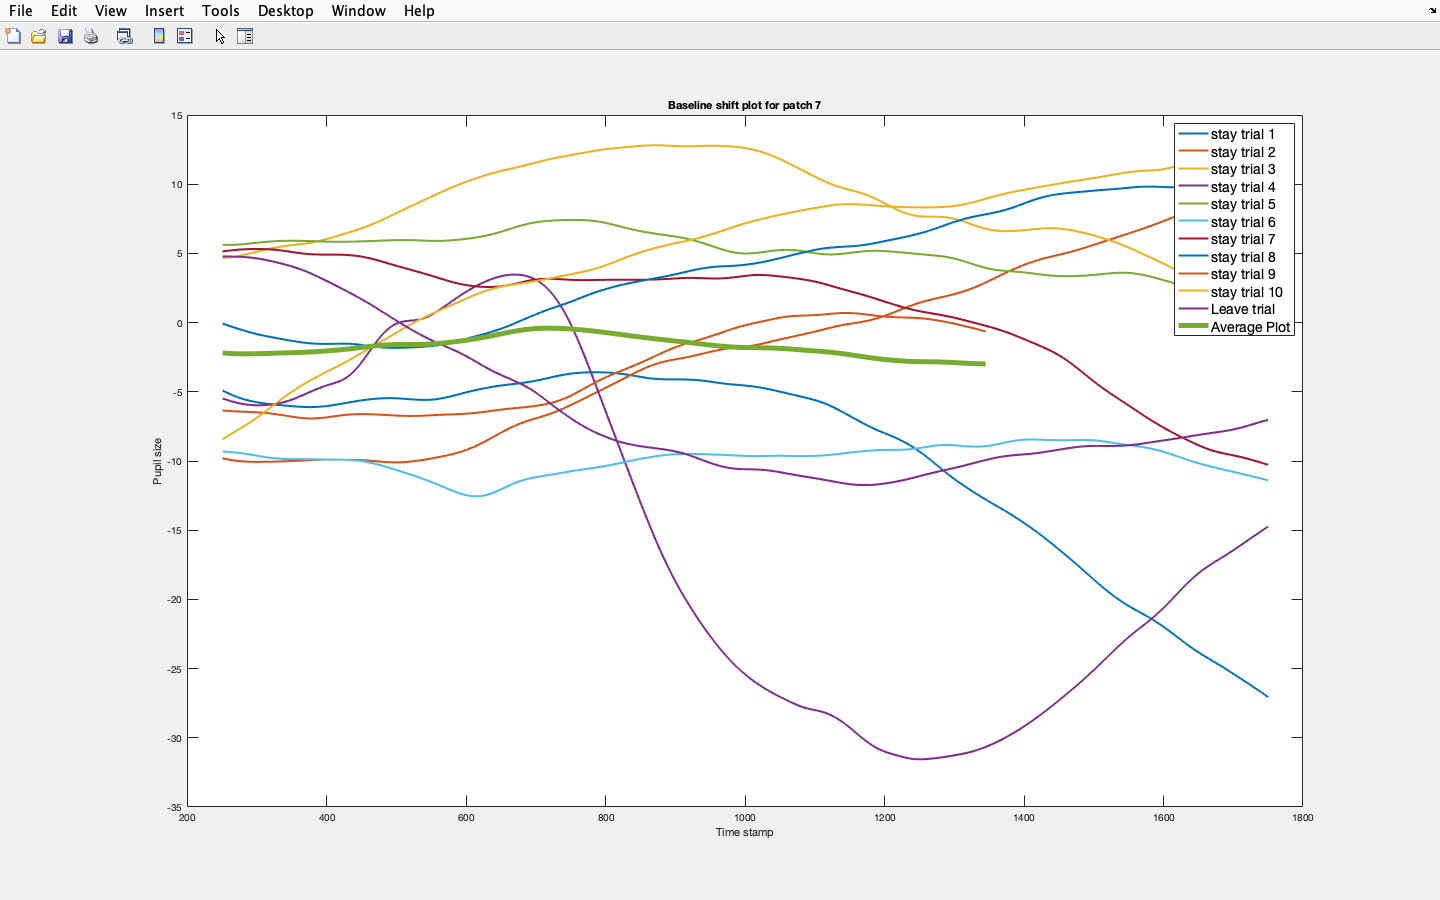 File Edit View Insert Tools Desktop Window Help
Baseline shift plot for patch 7
15
10
5
0
-5
-10
-15
-20
-25
-30
-35
Pupil size
200 400 600 800 1000 1200 1400 1600 1800
Time stamp
stay trial 1
stay trial 2
stay trial 3
stay trial 4
stay trial 5
stay trial 6
stay trial 7
stay trial 8
stay trial 9
stay trial 10
Leave trial
Average Plot